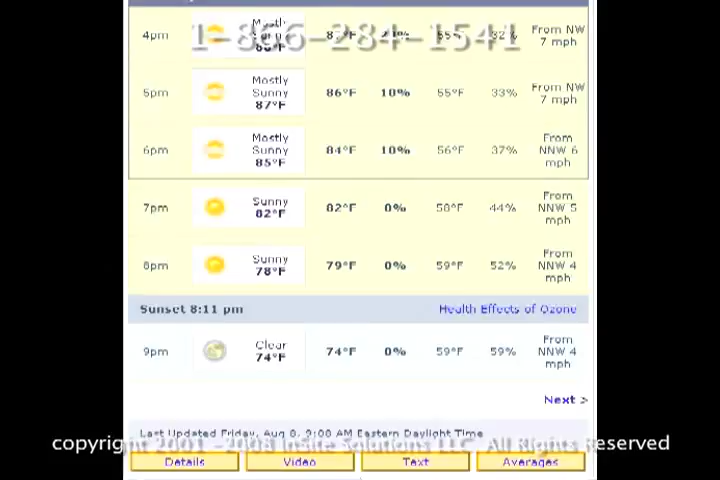 1-866-284-1541
4pm Mostly 55°F 32% From NW
7 mph
5pm Mostly
Sunny
87°F 86°F 10% 55°F 33% From NW
7 mph
6pm Mostly
Sunny
85°F 84°F 10% 56°F 37% From
NNW 6
mph
7pm Sunny
82°F 82°F 0% 58°F 44% From
NNW 5
mph
8pm Sunny
78°F 79°F 0% 59°F 52% From
NNW 4
mph
Sunset 8:11 pm Health Effects of Ozone
9pm Clear
74°F 74°F 0% 59°F 59% From
NNW 4
mph
Next >
Last Updated Friday, Aug 8, 9:00 AM Eastern Daylight Time
copyright 2001 -2008 InSite Solutions LLC. All Rights Reserved
Details Video Text Averages